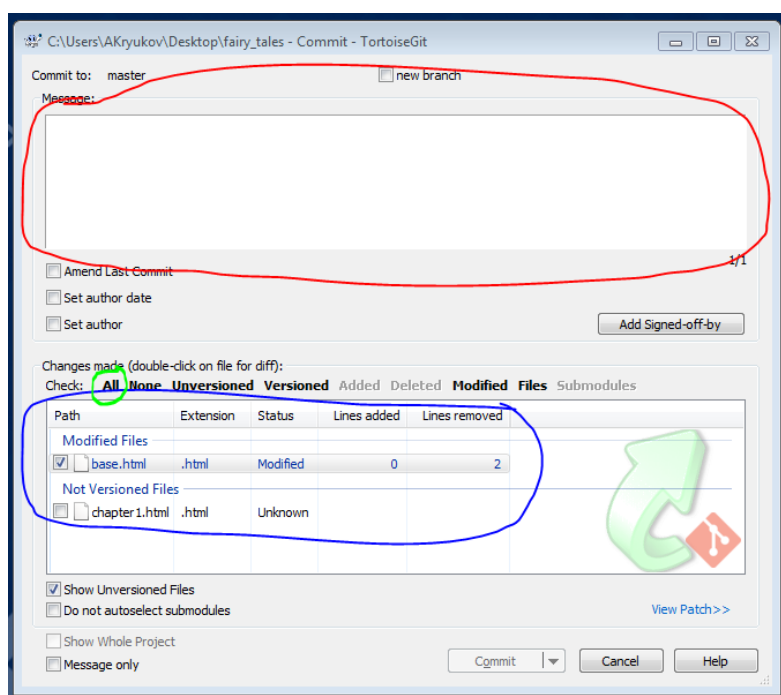 C:\Users\AKryukov\Desktop\fairy_tales - Commit - TortoiseGit
Commit to: master new branch
Message:
1/1
Amend Last Commit
Set author date
Set author Add Signed-off-by
Changes made (double-click on file for diff):
Check: All None Unversioned Versioned Added Deleted Modified Files Submodules
Path Extension Status Lines added Lines removed
Modified Files
base.html .html Modified 0 2
Not Versioned Files
chapter1.html .html Unknown
Show Unversioned Files
Do not autoselect submodules View Patch>>
Show Whole Project
Message only Commit Cancel Help